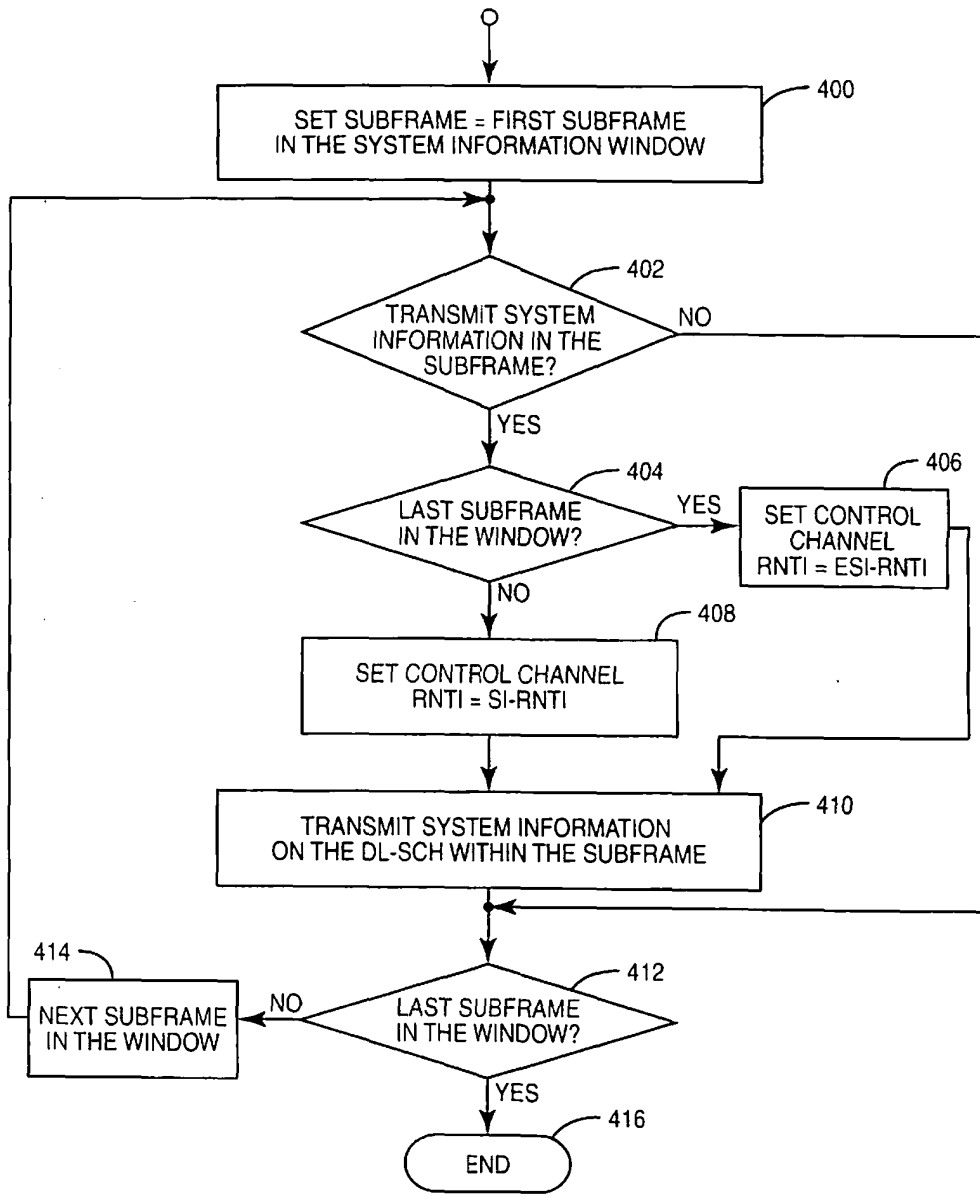 400
SET SUBFRAME = FIRST SUBFRAME
IN THE SYSTEM INFORMATION WINDOW
402
TRANSMIT SYSTEM
INFORMATION IN THE
SUBFRAME?
NO
YES
404
LAST SUBFRAME
IN THE WINDOW?
YES
NO
406
SET CONTROL
CHANNEL
RNTI = ESI-RNTI
408
SET CONTROL CHANNEL
RNTI = SI-RNTI
410
TRANSMIT SYSTEM INFORMATION
ON THE DL-SCH WITHIN THE SUBFRAME
412
LAST SUBFRAME
IN THE WINDOW?
NO
YES
414
NEXT SUBFRAME
IN THE WINDOW
416
END